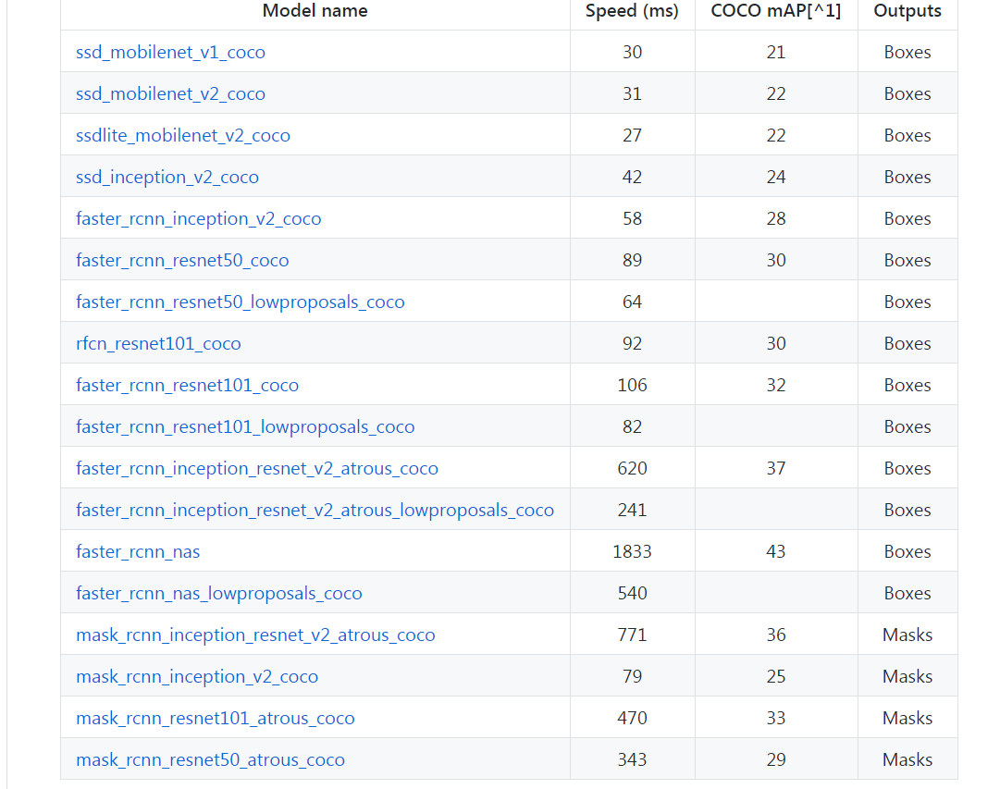 Model name Speed (ms) COCO mAP[^1] Outputs
ssd_mobilenet_v1_coco 30 21 Boxes
ssd_mobilenet_v2_coco 31 22 Boxes
ssdlite_mobilenet_v2_coco 27 22 Boxes
ssd_inception_v2_coco 42 24 Boxes
faster_rcnn_inception_v2_coco 58 28 Boxes
faster_rcnn_resnet50_coco 89 30 Boxes
faster_rcnn_resnet50_lowproposals_coco 64 Boxes
rfcn_resnet101_coco 92 30 Boxes
faster_rcnn_resnet101_coco 106 32 Boxes
faster_rcnn_resnet101_lowproposals_coco 82 Boxes
faster_rcnn_inception_resnet_v2_atrous_coco 620 37 Boxes
faster_rcnn_inception_resnet_v2_atrous_lowproposals_coco 241 Boxes
faster_rcnn_nas 1833 43 Boxes
faster_rcnn_nas_lowproposals_coco 540 Boxes
mask_rcnn_inception_resnet_v2_atrous_coco 771 36 Masks
mask_rcnn_inception_v2_coco 79 25 Masks
mask_rcnn_resnet101_atrous_coco 470 33 Masks
mask_rcnn_resnet50_atrous_coco 343 29 Masks